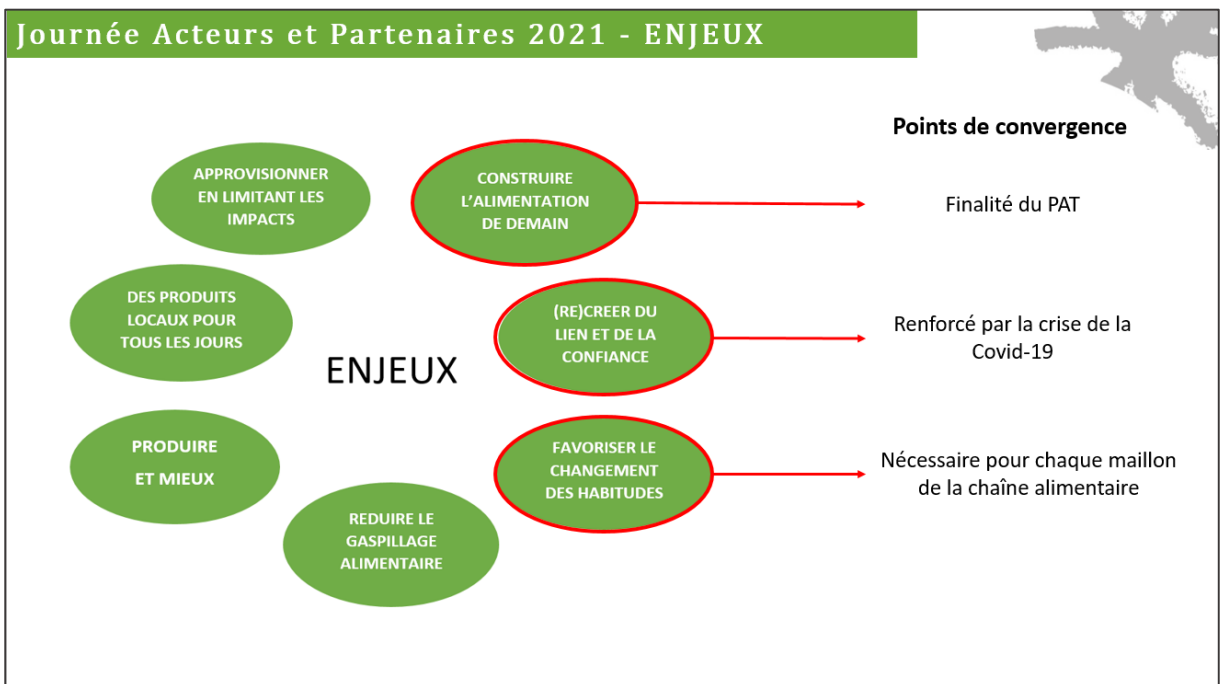 Journée Acteurs et Partenaires 2021 - ENJEUX
Points de convergence
APPROVISIONNER
EN LIMITANT LES
IMPACTS
CONSTRUIRE
L'ALIMENTATION
DE DEMAIN
Finalité du PAT
DES PRODUITS
LOCAUX POUR
TOUS LES JOURS
(RE)CREER DU
LIEN ET DE LA
CONFIANCE
Renforcé par la crise de la
Covid-19
ENJEUX
PRODUIRE
ET MIEUX
FAVORISER LE
CHANGEMENT
DES HABITUDES
Nécessaire pour chaque maillon
de la chaîne alimentaire
REDUIRE LE
GASPILLAGE
ALIMENTAIRE